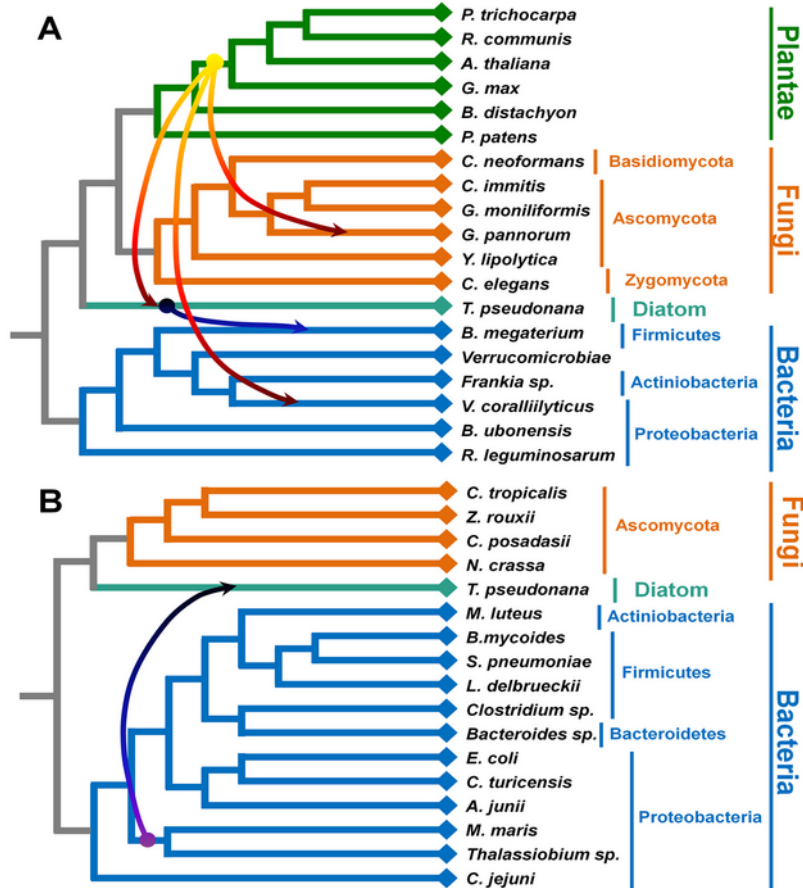 A
P. trichocarpa
R. communis
A. thaliana
G. max
B. distachyon
P. patens
Plantae
C. neoformans
Basidiomycota
C. immitis
G. moniliformis
G. pannorum
Ascomycota
Y. lipolytica
C. elegans
Zygomycota
Fungi
T. pseudonana
Diatom
B. megaterium
Firmicutes
Verrucomicrobiae
Frankia sp.
Actiniobacteria
V. coralliilyticus
B. ubonensis
Proteobacteria
R. leguminosarum
Bacteria
B
C. tropicalis
Z. rouxii
C. posadasii
Ascomycota
N. crassa
Fungi
T. pseudonana
Diatom
M. luteus
Actiniobacteria
B.mycoides
S. pneumoniae
Firmicutes
L. delbrueckii
Clostridium sp.
Bacteroides sp.
Bacteroidetes
E. coli
C. turicensis
A. junii
Proteobacteria
M. maris
Thalassiobium sp.
C. jejuni
Bacteria